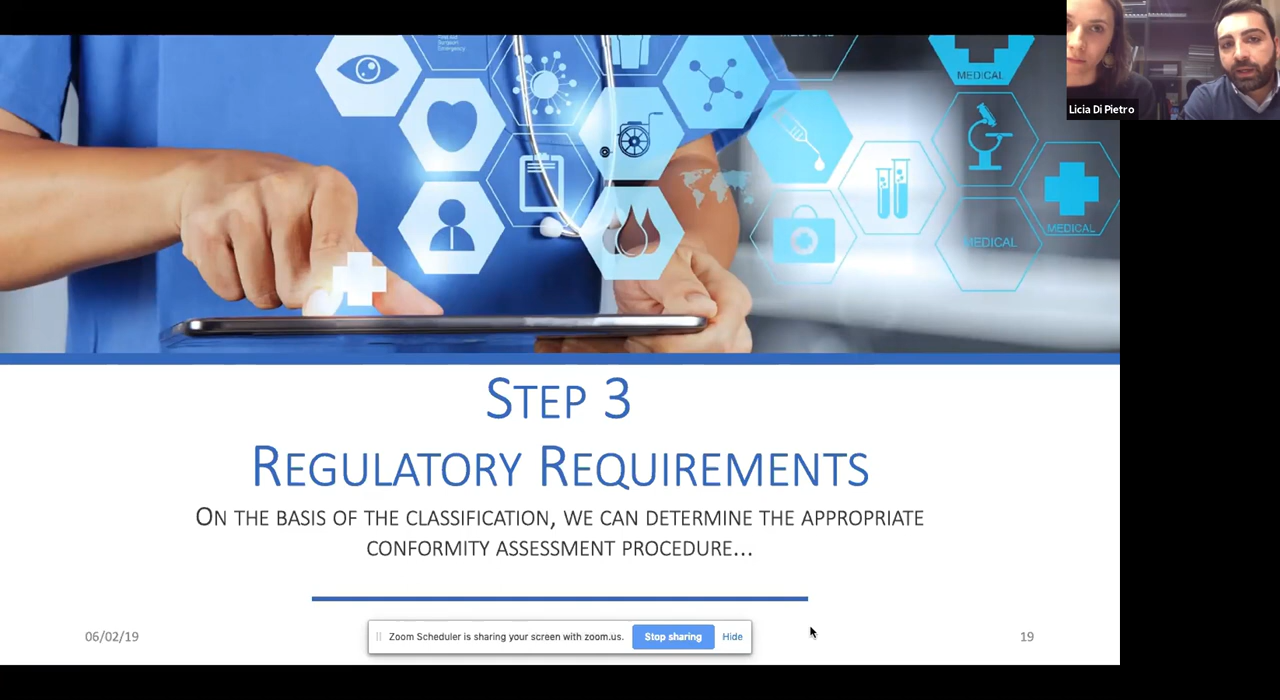 MEDICAL
MEDICAL
MEDICAL
Licia Di Pietro
STEP 3
REGULATORY REQUIREMENTS
ON THE BASIS OF THE CLASSIFICATION, WE CAN DETERMINE THE APPROPRIATE
CONFORMITY ASSESSMENT PROCEDURE...
06/02/19
Zoom Scheduler is sharing your screen with zoom.us.
Stop sharing
Hide
19